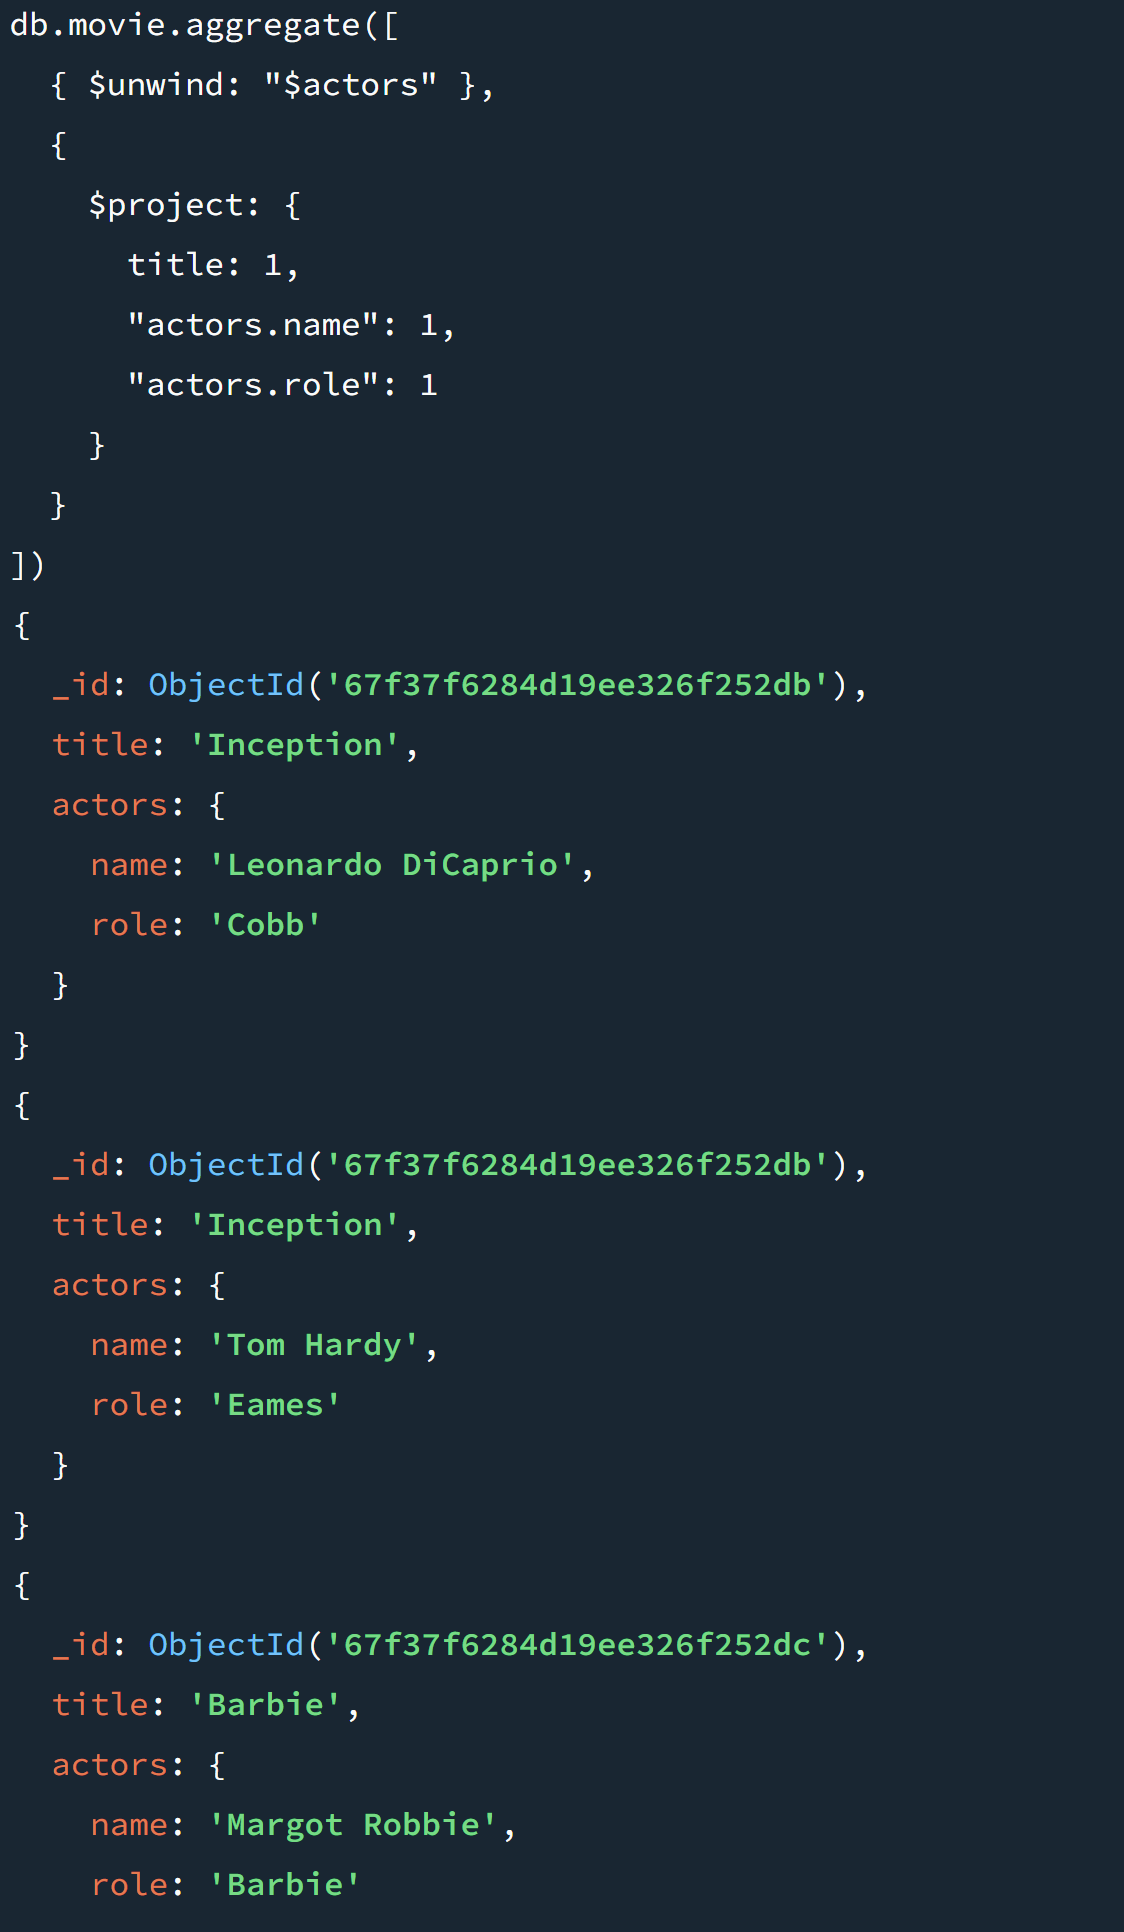 db.movie.aggregate([
  { $unwind: "$actors" },
  {
    $project: {
      title: 1,
      "actors.name": 1,
      "actors.role": 1
    }
  }
])
{
  _id: ObjectId('67f37f6284d19ee326f252db'),
  title: 'Inception',
  actors: {
    name: 'Leonardo DiCaprio',
    role: 'Cobb'
  }
}
{
  _id: ObjectId('67f37f6284d19ee326f252db'),
  title: 'Inception',
  actors: {
    name: 'Tom Hardy',
    role: 'Eames'
  }
}
{
  _id: ObjectId('67f37f6284d19ee326f252dc'),
  title: 'Barbie',
  actors: {
    name: 'Margot Robbie',
    role: 'Barbie'